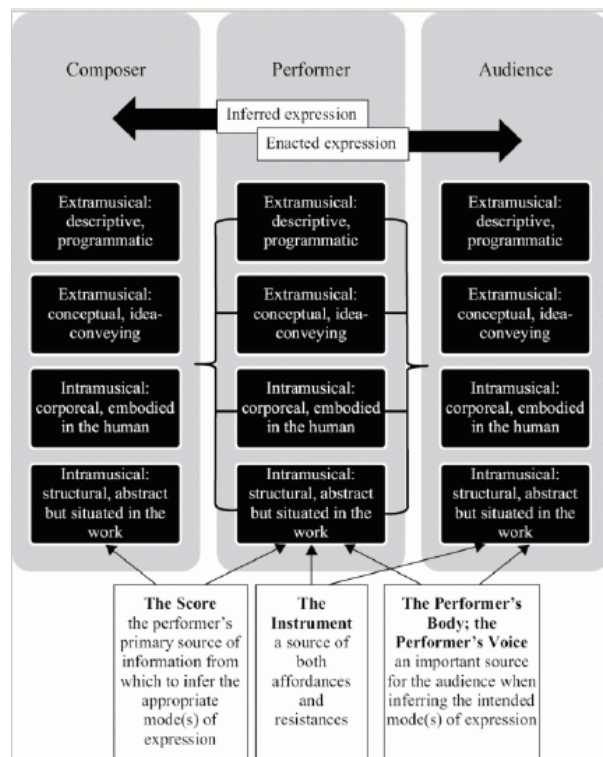 Composer
Performer
Audience
Inferred expression
Enacted expression
Extramusical:
descriptive,
programmatic
Extramusical:
descriptive,
programmatic
Extramusical:
descriptive,
programmatic
Extramusical:
conceptual, idea-
conveying
Extramusical:
conceptual, idea-
conveying
Extramusical:
conceptual, idea-
conveying
Intramusical:
corporeal, embodied
in the human
Intramusical:
corporeal, embodied
in the human
Intramusical:
corporeal, embodied
in the human
Intramusical:
structural, abstract
but situated in the
work
Intramusical:
structural, abstract
but situated in the
work
Intramusical:
structural, abstract
but situated in the
work
The Score
the performer's
primary source of
information from
which to infer the
appropriate
mode(s) of
expression
The
Instrument
a source of
both
affordances
and
resistances
The Performer's
Body; the
Performer's Voice
an important source
for the audience when
inferring the intended
mode(s) of expression